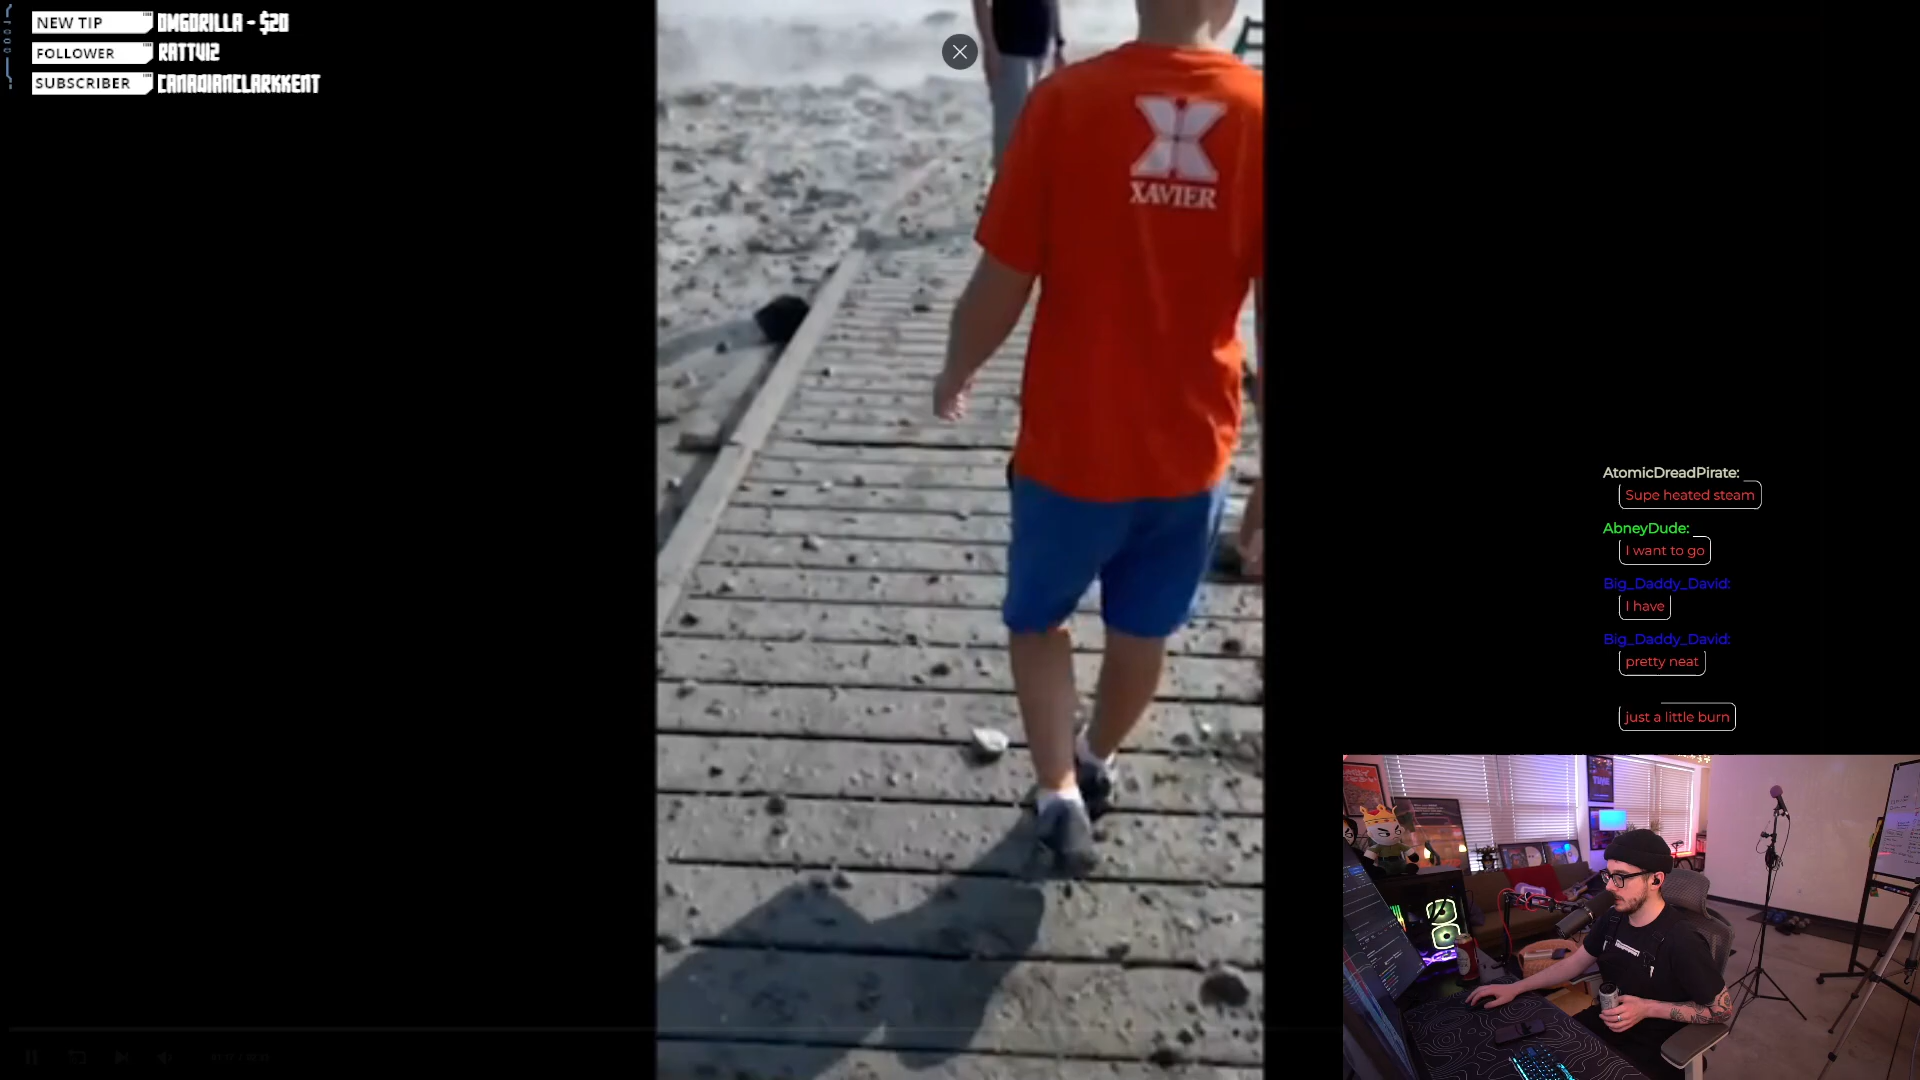 NEW TIP OMGORILLA - $20
FOLLOWER RATTVIZ
SUBSCRIBER CANADIANCLARKKENT
XAVIER
AtomicDreadPirate:
Supe heated steam
AbneyDude:
I want to go
Big_Daddy_David:
I have
Big_Daddy_David:
pretty neat
just a little burn